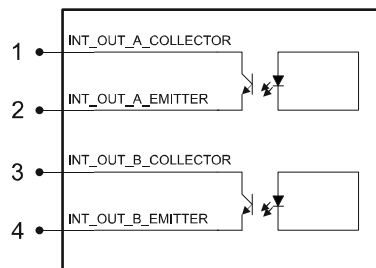 1 INT_OUT_A_COLLECTOR
2 INT_OUT_A_EMITTER
3 INT_OUT_B_COLLECTOR
4 INT_OUT_B_EMITTER